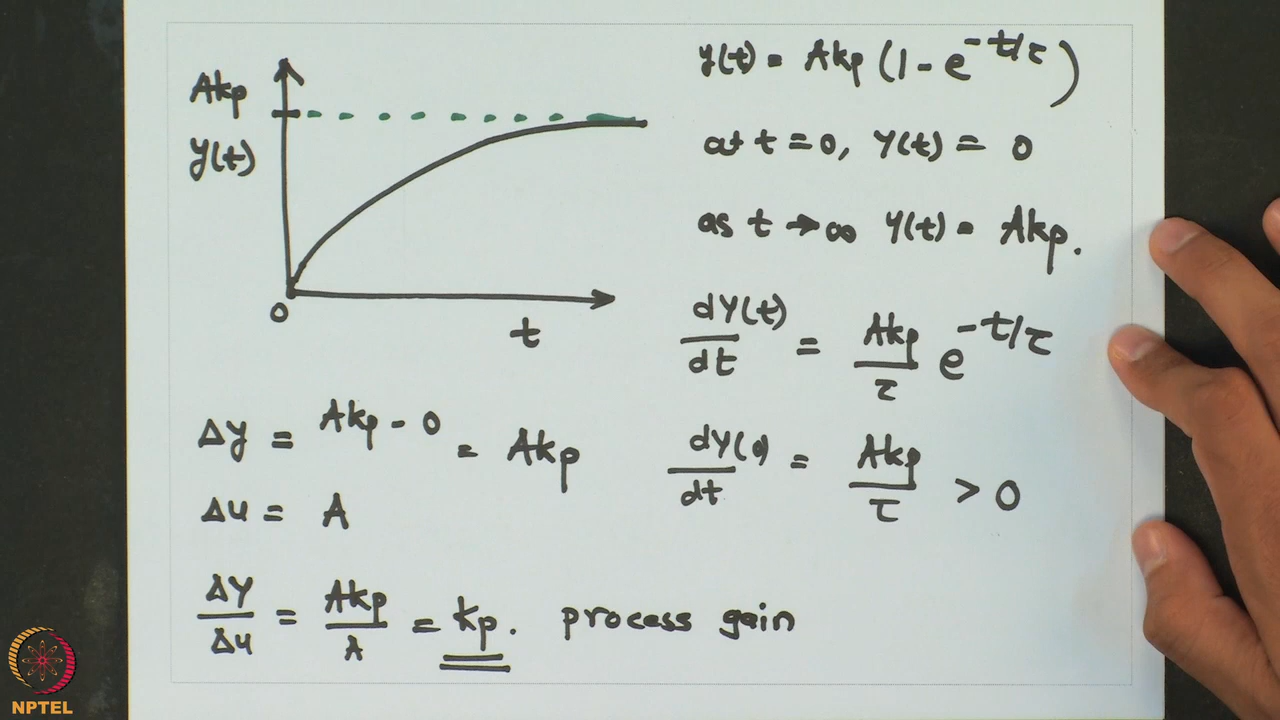 Akp
y(t)
0
t
y(t) = Akp (1 - e^-t/τ)
at t = 0, Y(t) = 0
as t → ∞ Y(t) = Akp.
dY(t)/dt = Akp/τ e^-t/τ
dY(0)/dt = Akp/τ > 0
Δy = Akp - 0 = Akp
Δu = A
ΔY/Δu = Akp/A = kp. process gain
NPTEL